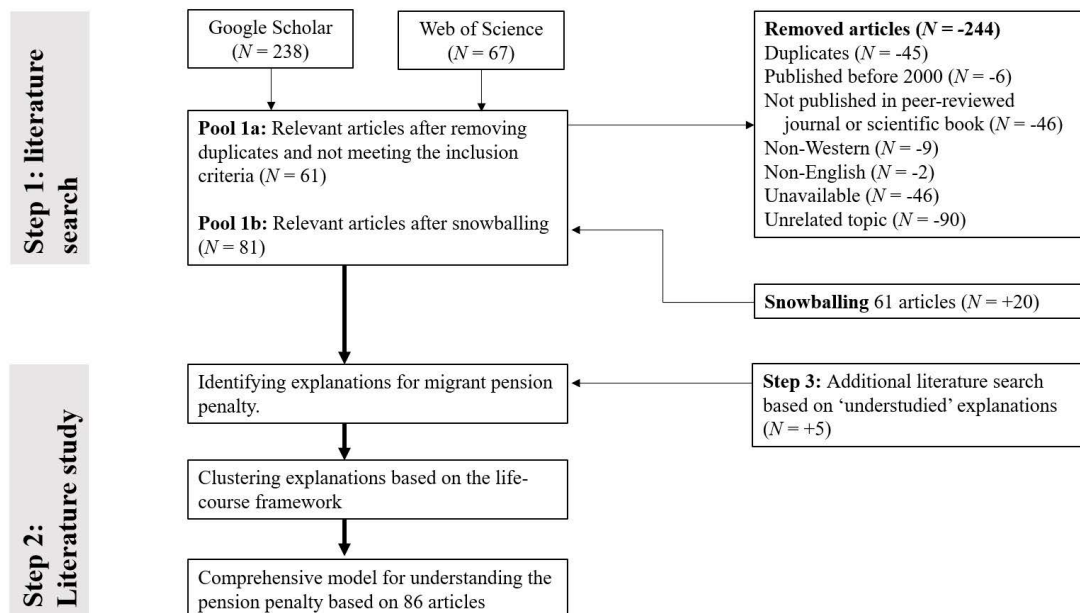 Step 1: literature
search
Google Scholar
(N = 238)
Web of Science
(N = 67)
Pool 1a: Relevant articles after removing
duplicates and not meeting the inclusion
criteria (N = 61)
Pool 1b: Relevant articles after snowballing
(N = 81)
Removed articles (N = -244)
Duplicates (N = -45)
Published before 2000 (N = -6)
Not published in peer-reviewed
journal or scientific book (N = -46)
Non-Western (N = -9)
Non-English (N = -2)
Unavailable (N = -46)
Unrelated topic (N = -90)
Snowballing 61 articles (N = +20)
Step 2:
Literature study
Identifying explanations for migrant pension
penalty.
Step 3: Additional literature search
based on ‘understudied’ explanations
(N = +5)
Clustering explanations based on the life-
course framework
Comprehensive model for understanding the
pension penalty based on 86 articles